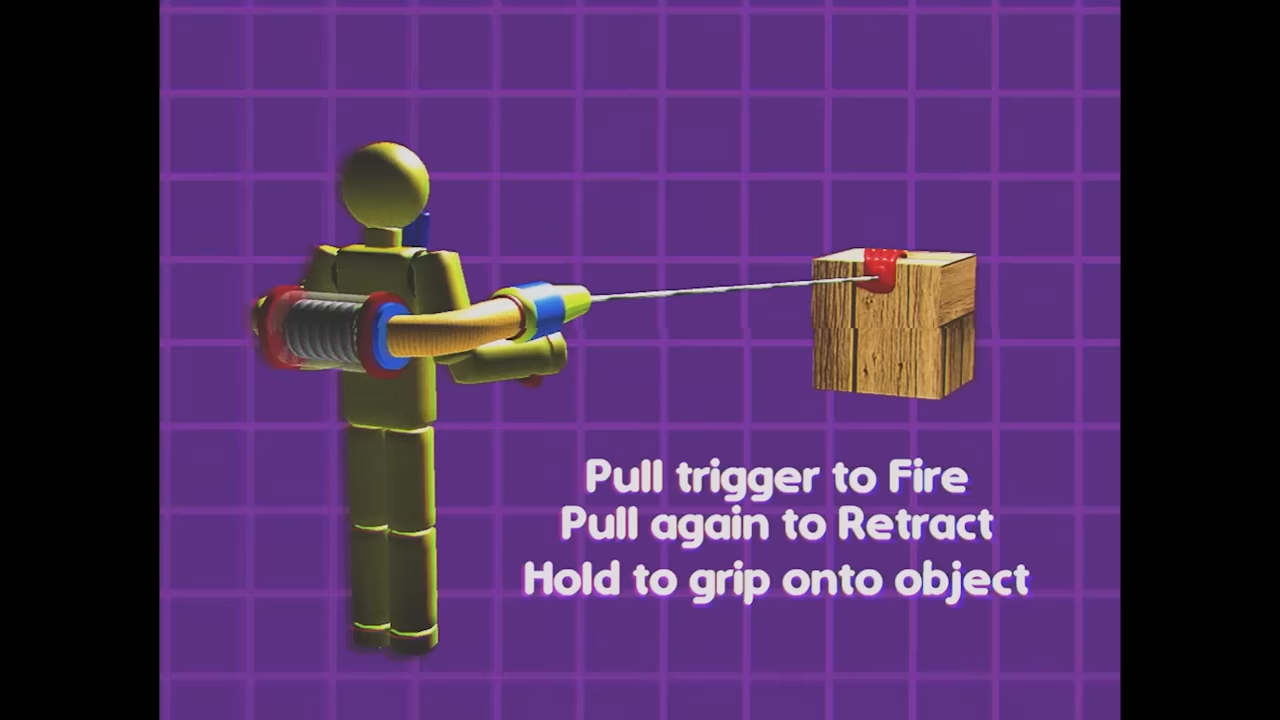 Pull trigger to Fire
Pull again to Retract
Hold to grip onto object